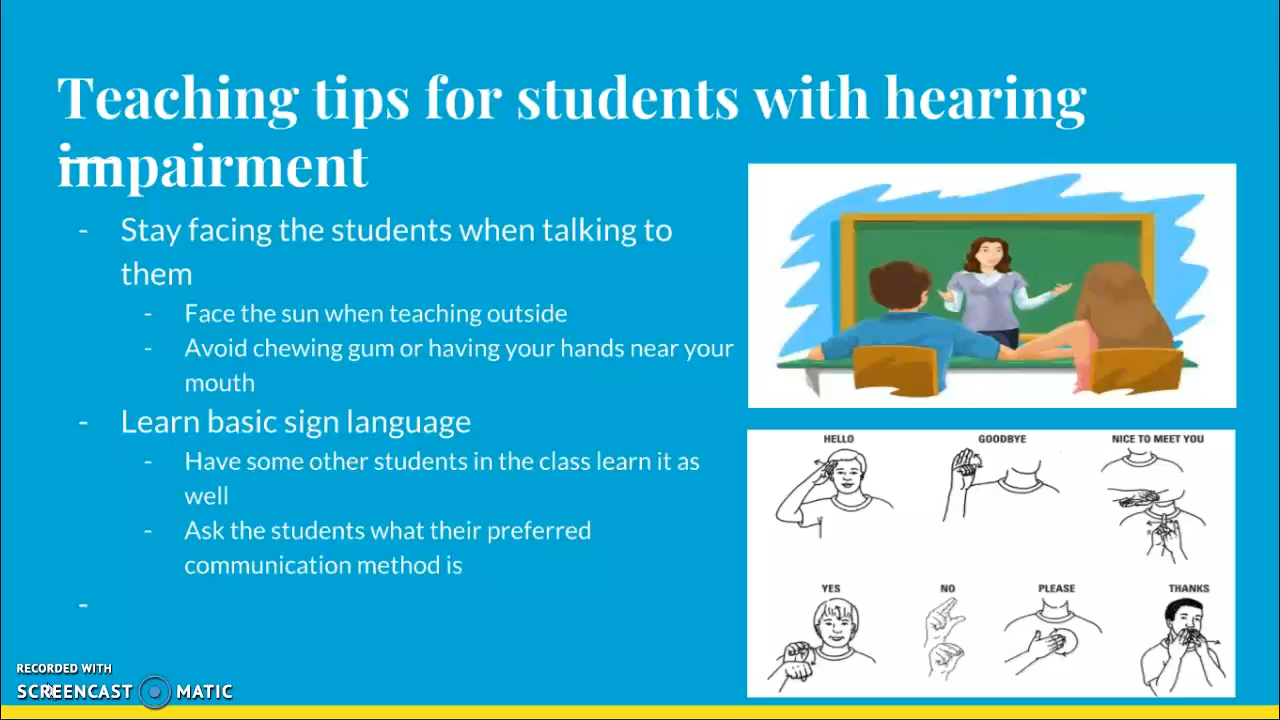 Teaching tips for students with hearing
impairment
- Stay facing the students when talking to
them
- Face the sun when teaching outside
- Avoid chewing gum or having your hands near your
mouth
- Learn basic sign language
- Have some other students in the class learn it as
well
- Ask the students what their preferred
communication method is
-
HELLO GOODBYE NICE TO MEET YOU
YES NO PLEASE THANKS
RECORDED WITH
SCREENCAST MATIC